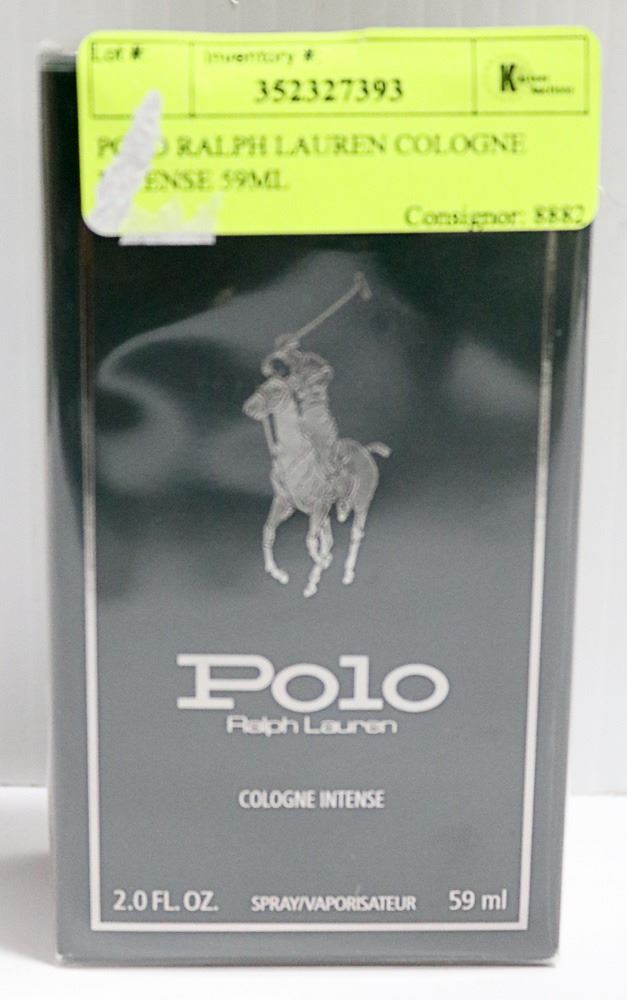 Lot #
Inventory #
352327393
K
RALPH LAUREN COLOGNE
59ML
Consignor: 8882
Polo
Ralph Lauren
COLOGNE INTENSE
2.0 FL. OZ. SPRAY/VAPORISATEUR 59 ml